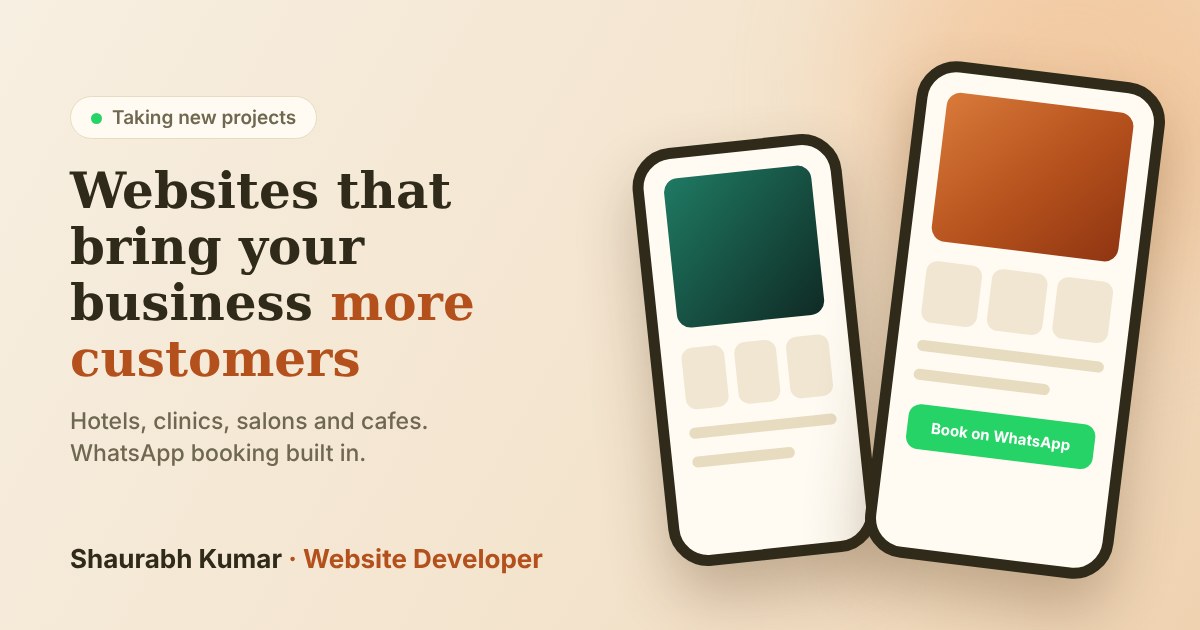 Taking new projects
Websites that
bring your
business more
customers
Hotels, clinics, salons and cafes.
WhatsApp booking built in.
Shaurabh Kumar · Website Developer
Book on WhatsApp